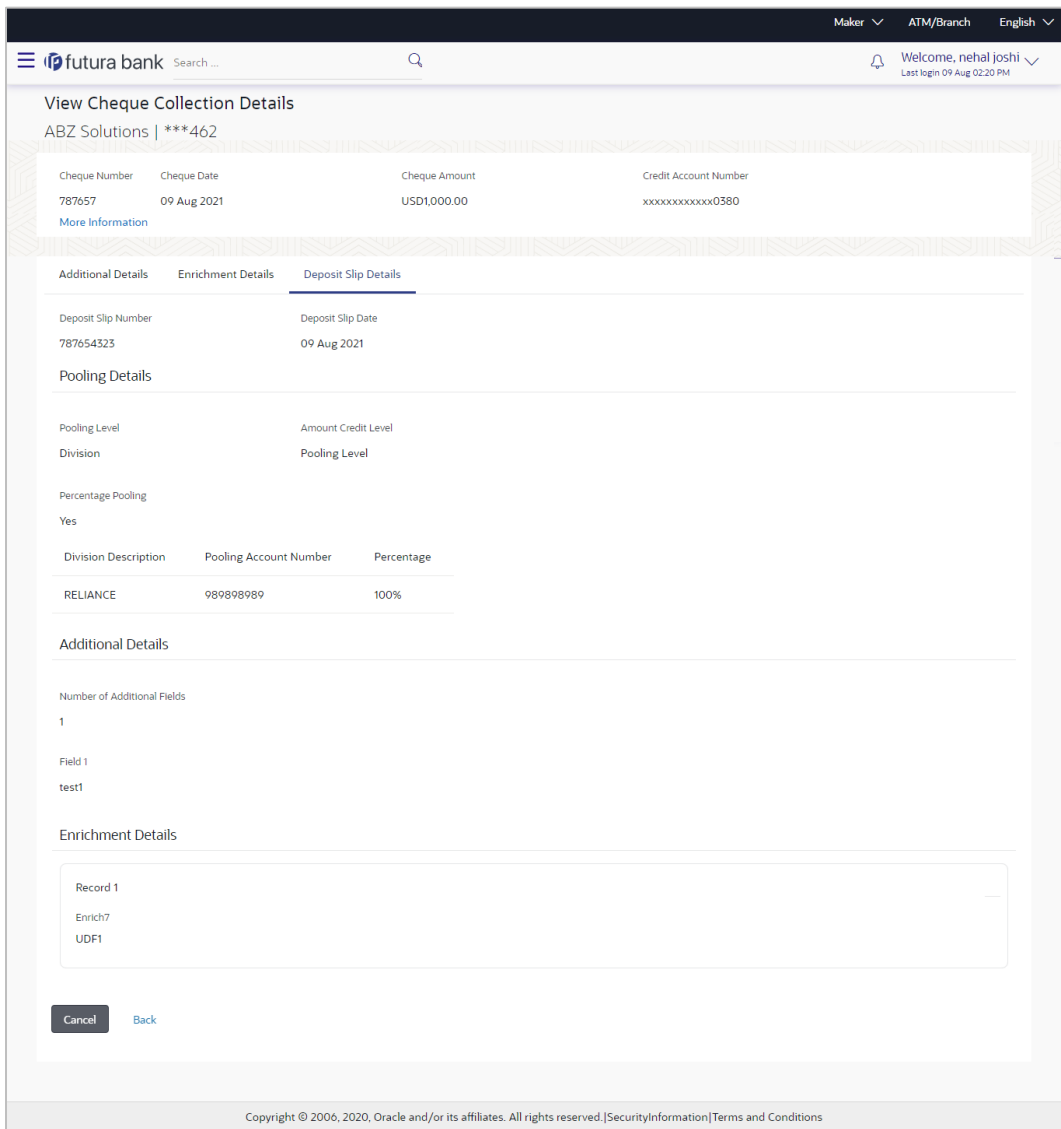 Maker ATM/Branch English
futura bank Search ... Welcome, nehal joshi
Last login 09 Aug 02:20 PM
View Cheque Collection Details
ABZ Solutions | ***462
Cheque Number Cheque Date Cheque Amount Credit Account Number
787657 09 Aug 2021 USD1,000.00 xxxxxxxxxxxx0380
More Information
Additional Details Enrichment Details Deposit Slip Details
Deposit Slip Number Deposit Slip Date
787654323 09 Aug 2021
Pooling Details
Pooling Level Amount Credit Level
Division Pooling Level
Percentage Pooling
Yes
Division Description Pooling Account Number Percentage
RELIANCE 989898989 100%
Additional Details
Number of Additional Fields
1
Field 1
test1
Enrichment Details
Record 1
Enrich7
UDF1
Cancel Back
Copyright © 2006, 2020, Oracle and/or its affiliates. All rights reserved.|SecurityInformation|Terms and Conditions